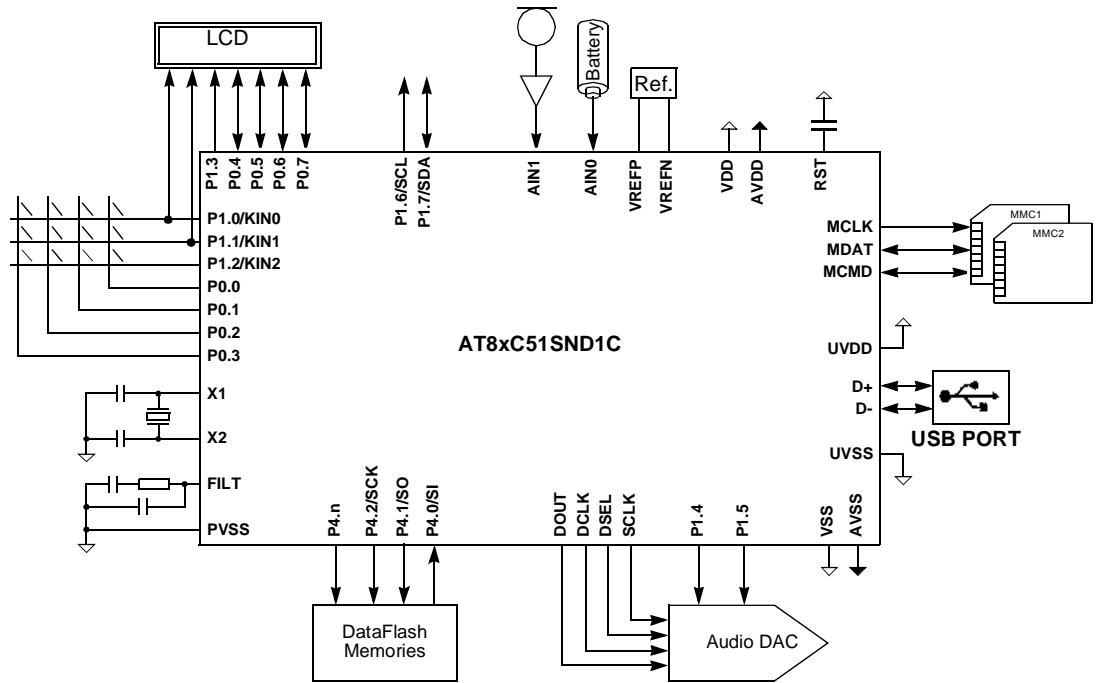 LCD
Battery
Ref.
P1.3
P0.4
P0.5
P0.6
P0.7
P1.6/SCL
P1.7/SDA
AIN1
AIN0
VREFP
VREFN
VDD
AVDD
RST
P1.0/KIN0
P1.1/KIN1
P1.2/KIN2
P0.0
P0.1
P0.2
P0.3
X1
X2
FILT
PVSS
AT8xC51SND1C
MCLK
MDAT
MCMD
MMC1
MMC2
UVDD
D+
D-
USB PORT
UVSS
P4.n
P4.2/SCK
P4.1/SO
P4.0/SI
DOUT
DCLK
DSEL
SCLK
P1.4
P1.5
VSS
AVSS
DataFlash
Memories
Audio DAC